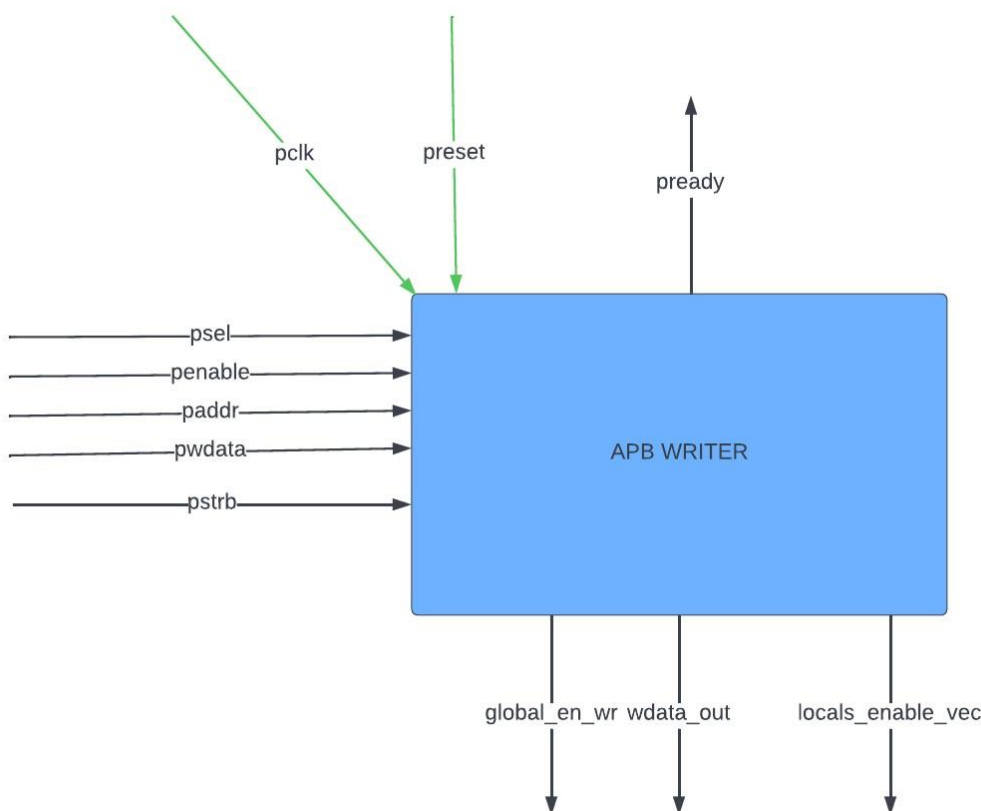 pclk
preset
pready
psel
penable
paddr
pwdata
pstrb
APB WRITER
global_en_wr
wdata_out
locals_enable_vec